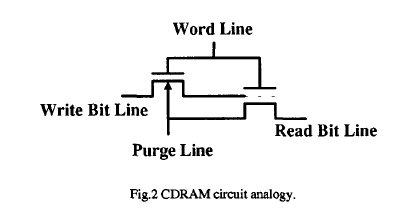 Word Line
Write Bit Line
Read Bit Line
Purge Line
Fig.2 CDRAM circuit analogy.